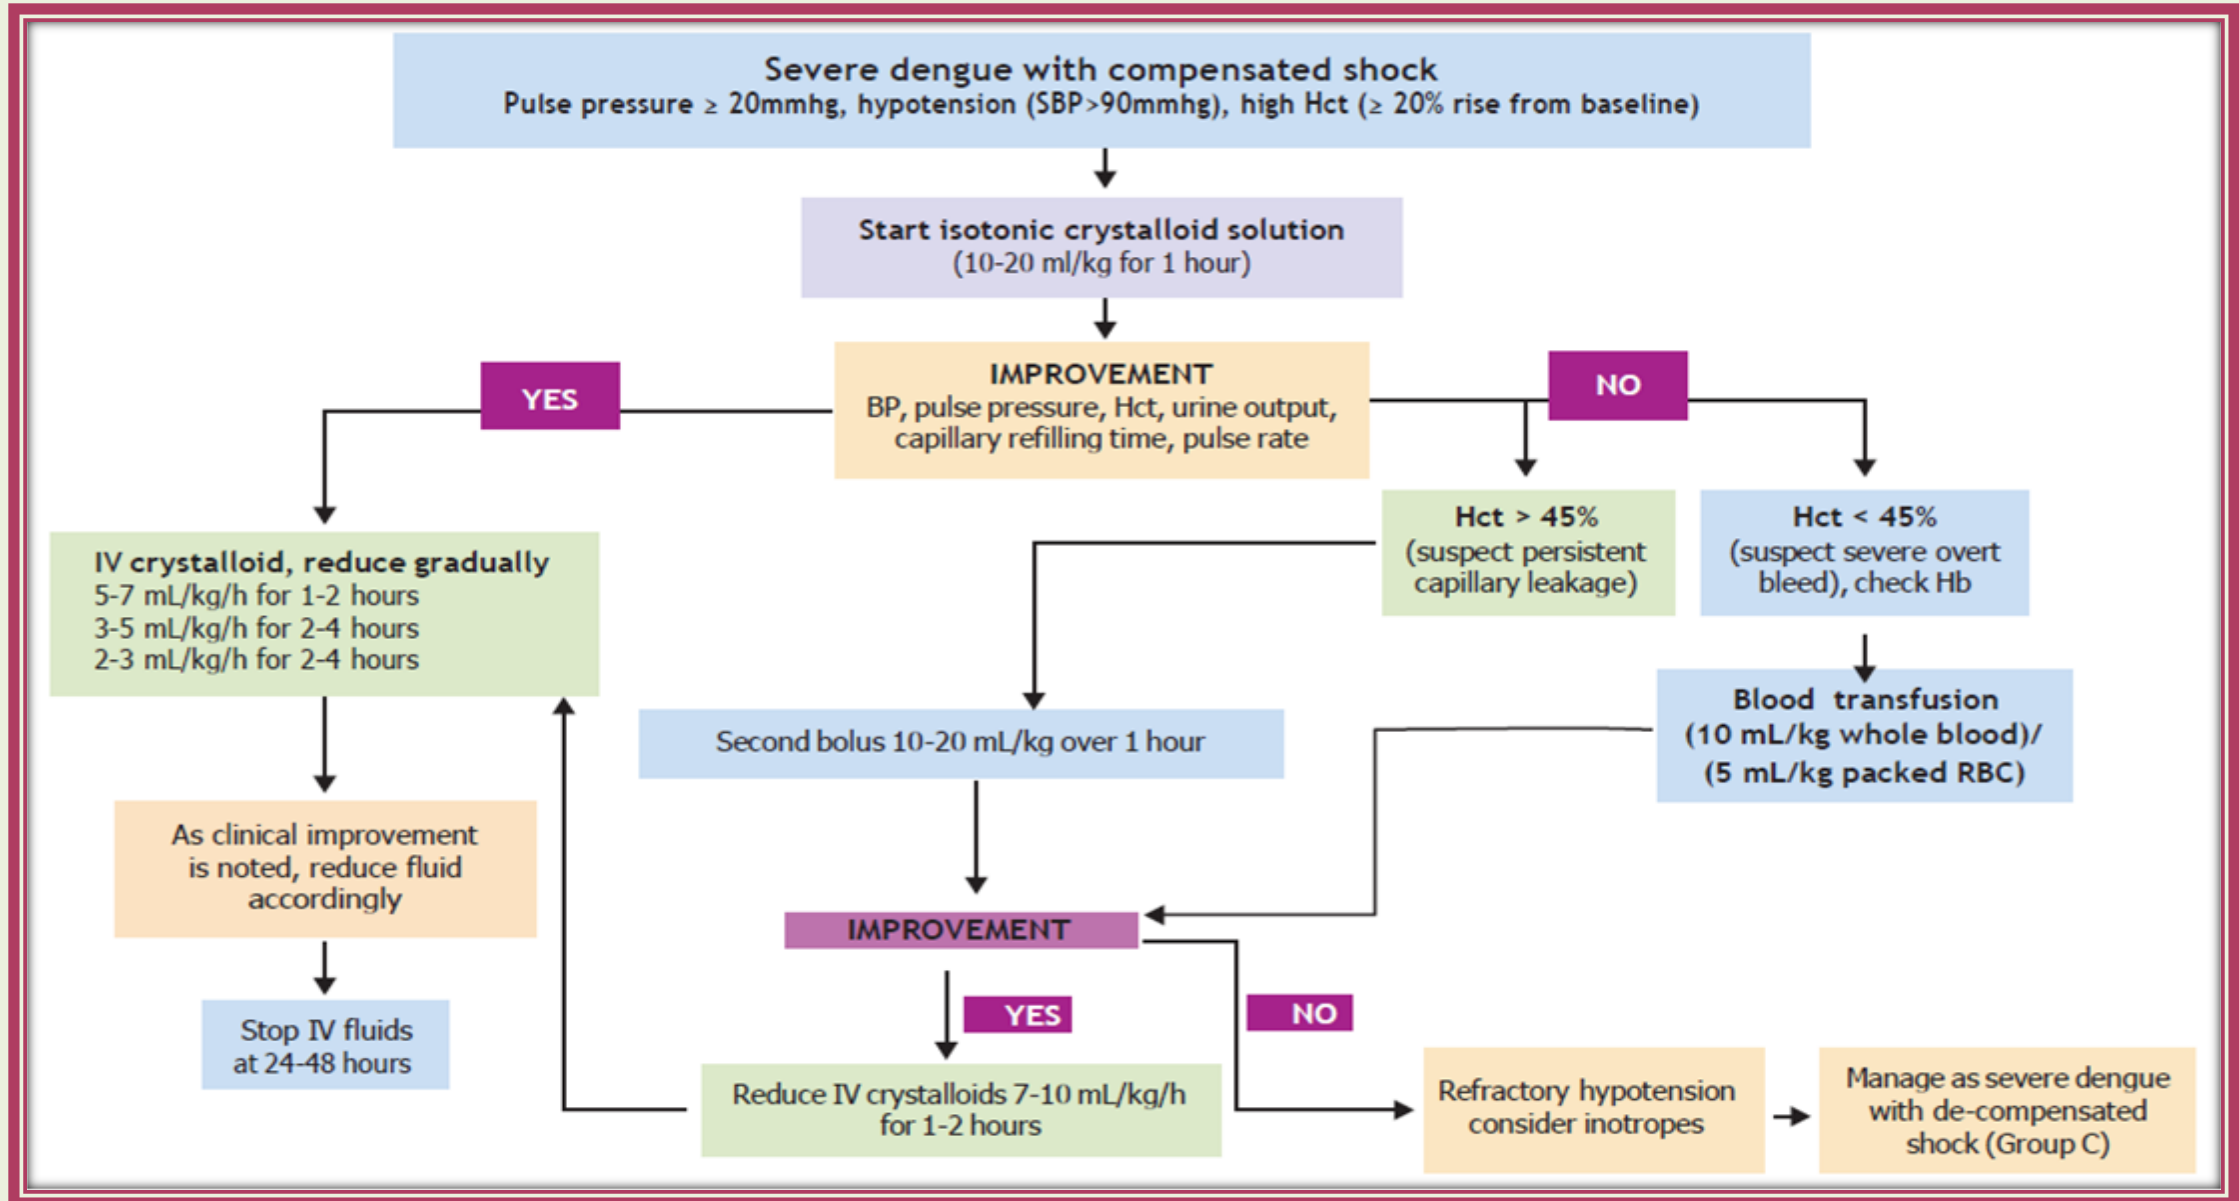 Severe dengue with compensated shock
Pulse pressure ≥ 20mmhg, hypotension (SBP>90mmhg), high Hct (≥ 20% rise from baseline)
Start isotonic crystalloid solution
(10-20 ml/kg for 1 hour)
IMPROVEMENT
BP, pulse pressure, Hct, urine output,
capillary refilling time, pulse rate
YES
NO
IV crystalloid, reduce gradually
5-7 mL/kg/h for 1-2 hours
3-5 mL/kg/h for 2-4 hours
2-3 mL/kg/h for 2-4 hours
Hct > 45%
(suspect persistent
capillary leakage)
Hct < 45%
(suspect severe overt
bleed), check Hb
Second bolus 10-20 mL/kg over 1 hour
Blood transfusion
(10 mL/kg whole blood)/
(5 mL/kg packed RBC)
As clinical improvement
is noted, reduce fluid
accordingly
IMPROVEMENT
YES
NO
Stop IV fluids
at 24-48 hours
Reduce IV crystalloids 7-10 mL/kg/h
for 1-2 hours
Refractory hypotension
consider inotropes
Manage as severe dengue
with de-compensated
shock (Group C)